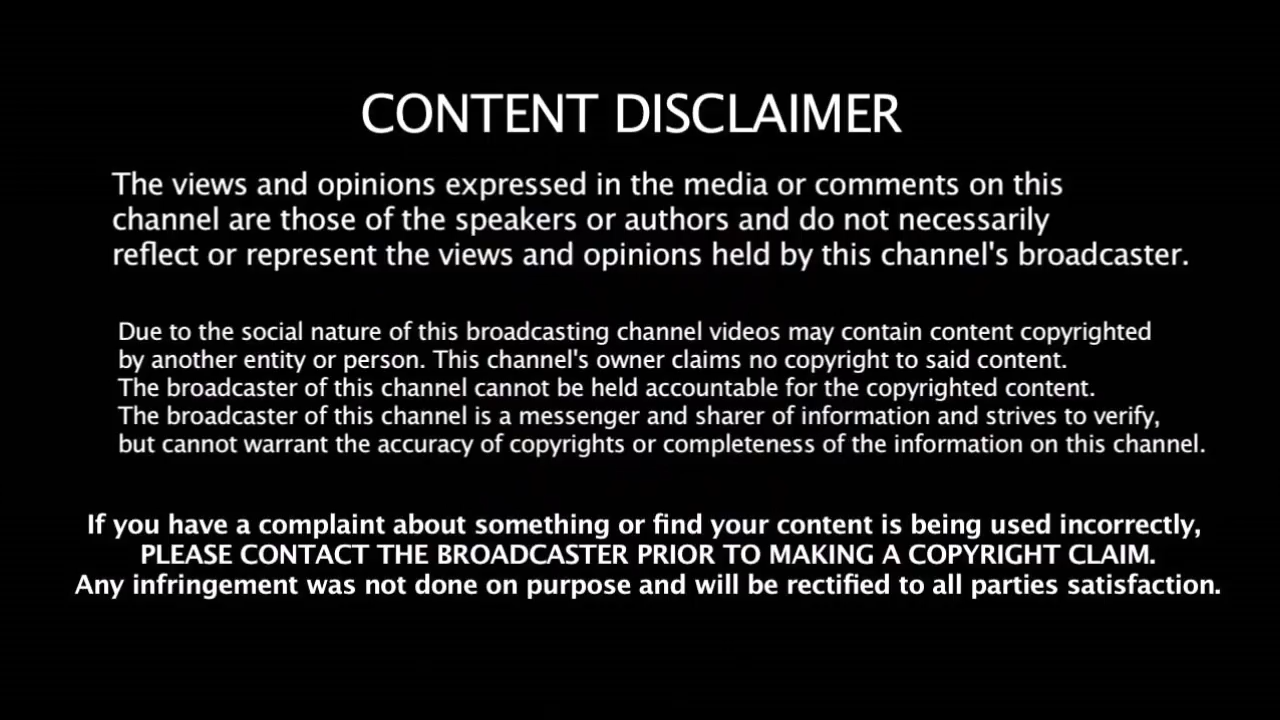 CONTENT DISCLAIMER
The views and opinions expressed in the media or comments on this
channel are those of the speakers or authors and do not necessarily
reflect or represent the views and opinions held by this channel's broadcaster.
Due to the social nature of this broadcasting channel videos may contain content copyrighted
by another entity or person. This channel's owner claims no copyright to said content.
The broadcaster of this channel cannot be held accountable for the copyrighted content.
The broadcaster of this channel is a messenger and sharer of information and strives to verify,
but cannot warrant the accuracy of copyrights or completeness of the information on this channel.
If you have a complaint about something or find your content is being used incorrectly,
PLEASE CONTACT THE BROADCASTER PRIOR TO MAKING A COPYRIGHT CLAIM.
Any infringement was not done on purpose and will be rectified to all parties satisfaction.